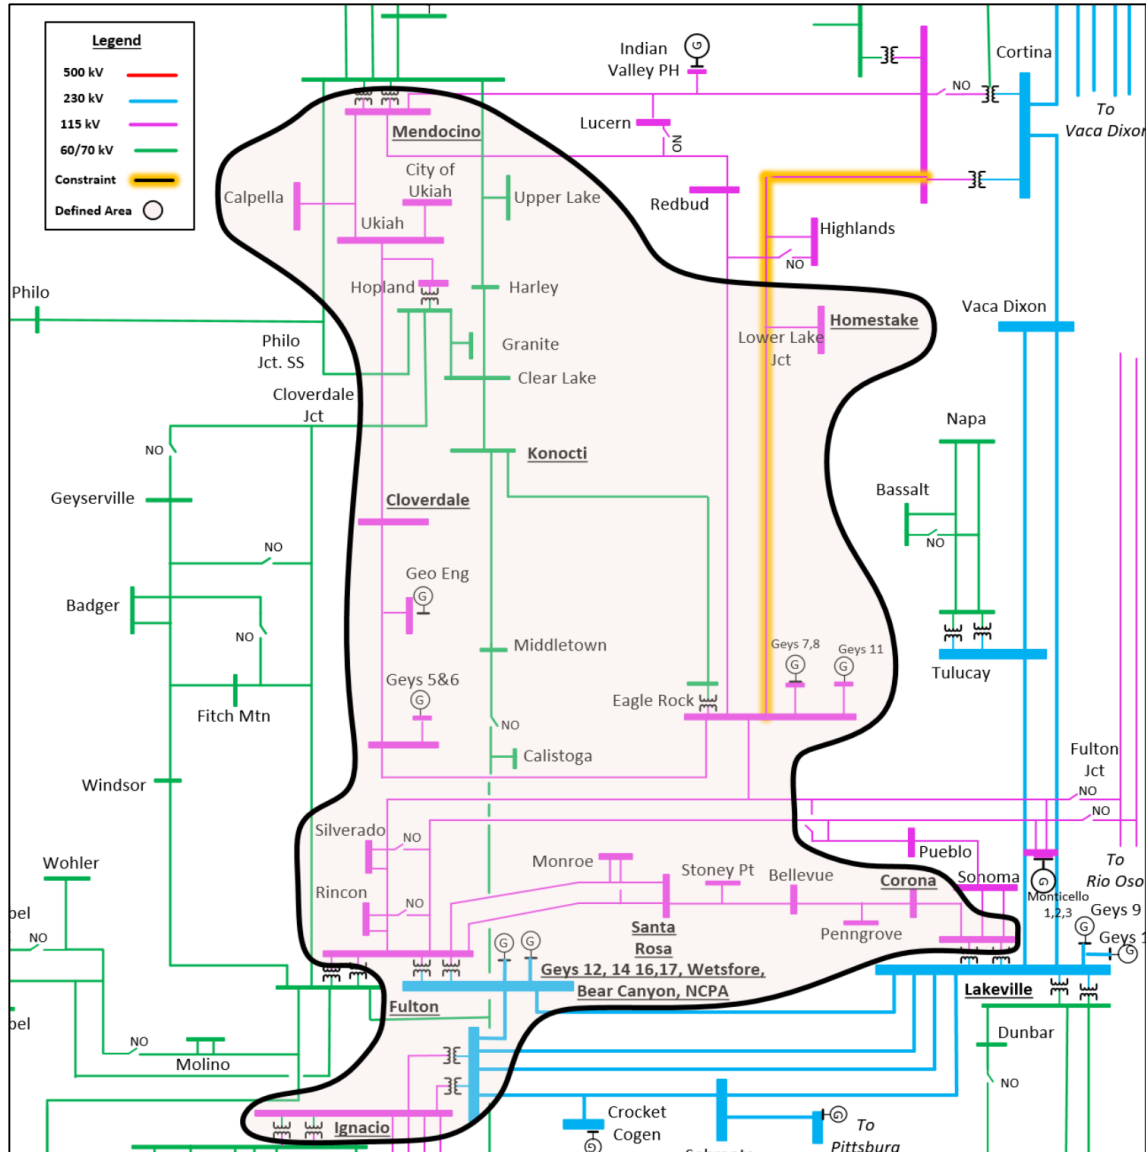 Legend
500 kV
230 kV
115 kV
60/70 kV
Constraint
Defined Area
Indian
Valley PH
G
Cortina
NO
To
Vaca Dixon
Lucern
NO
Mendocino
City of
Ukiah
Calpella
Ukiah
Upper Lake
Redbud
Highlands
NO
Hopland
Harley
Philo
Philo
Jct. SS
Granite
Clear Lake
Homestake
Lower Lake
Jct
Vaca Dixon
Cloverdale
Jct
NO
Konocti
Napa
Geyserville
Cloverdale
Bassalt
NO
NO
Geo Eng
G
Badger
NO
Middletown
Geys 7,8
G
Geys 11
G
Tulucay
Geys 5&6
G
Eagle Rock
Fitch Mtn
NO
Calistoga
Windsor
Fulton
Jct
NO
NO
Silverado
NO
Pueblo
To
Rio Oso
Wohler
Monroe
Stoney Pt
Bellevue
Corona
Sonoma
G
Monticello
1,2,3
Rincon
NO
Geys 9
G
Penngrove
Santa
Rosa
Geys 1
G
NO
G
G
Geys 12, 14 16,17, Wetsfore,
Bear Canyon, NCPA
Lakeville
Fulton
Dunbar
NO
Molino
NO
Ignacio
Crocket
Cogen
G
G
To
Pittsburg